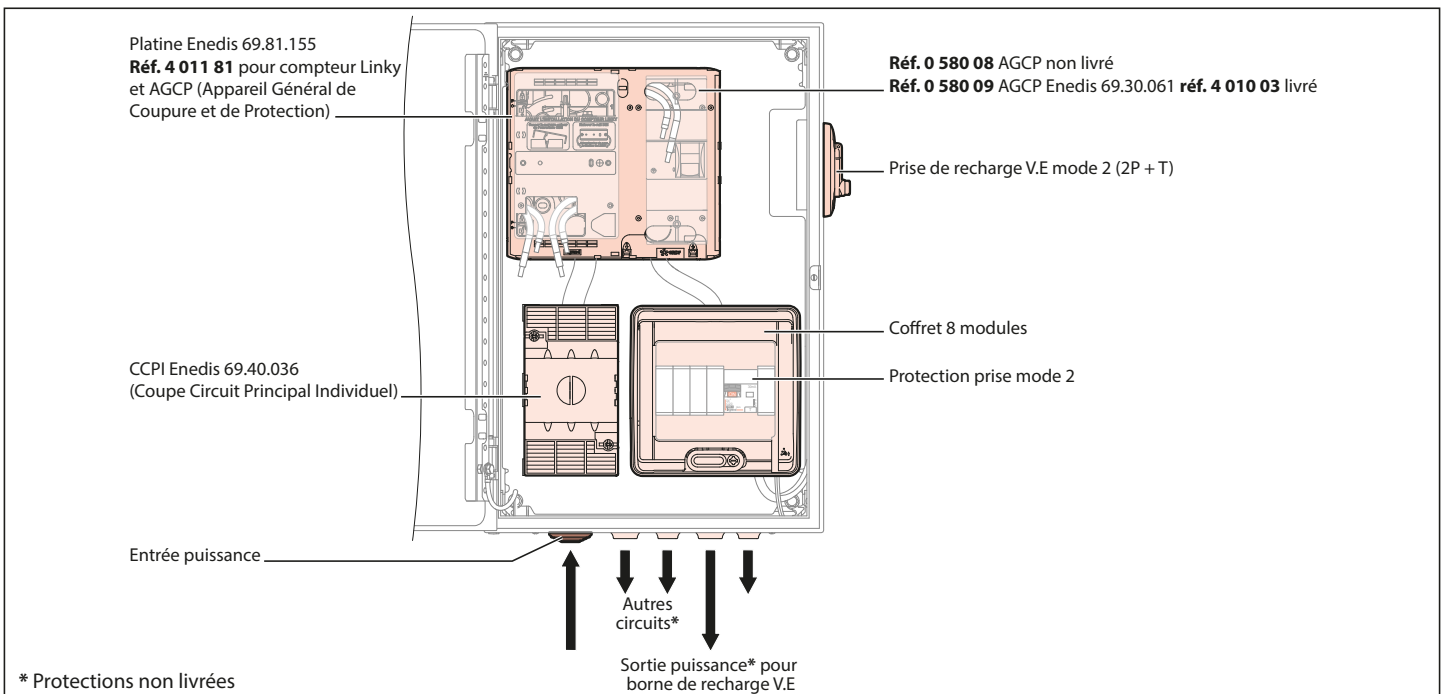 Platine Enedis 69.81.155
Réf. 4 011 81 pour compteur Linky
et AGCP (Appareil Général de
Coupure et de Protection)
Réf. 0 580 08 AGCP non livré
Réf. 0 580 09 AGCP Enedis 69.30.061 réf. 4 010 03 livré
Prise de recharge V.E mode 2 (2P + T)
Coffret 8 modules
Protection prise mode 2
CCPI Enedis 69.40.036
(Coupe Circuit Principal Individuel)
Entrée puissance
Autres
circuits*
Sortie puissance* pour
borne de recharge V.E
* Protections non livrées